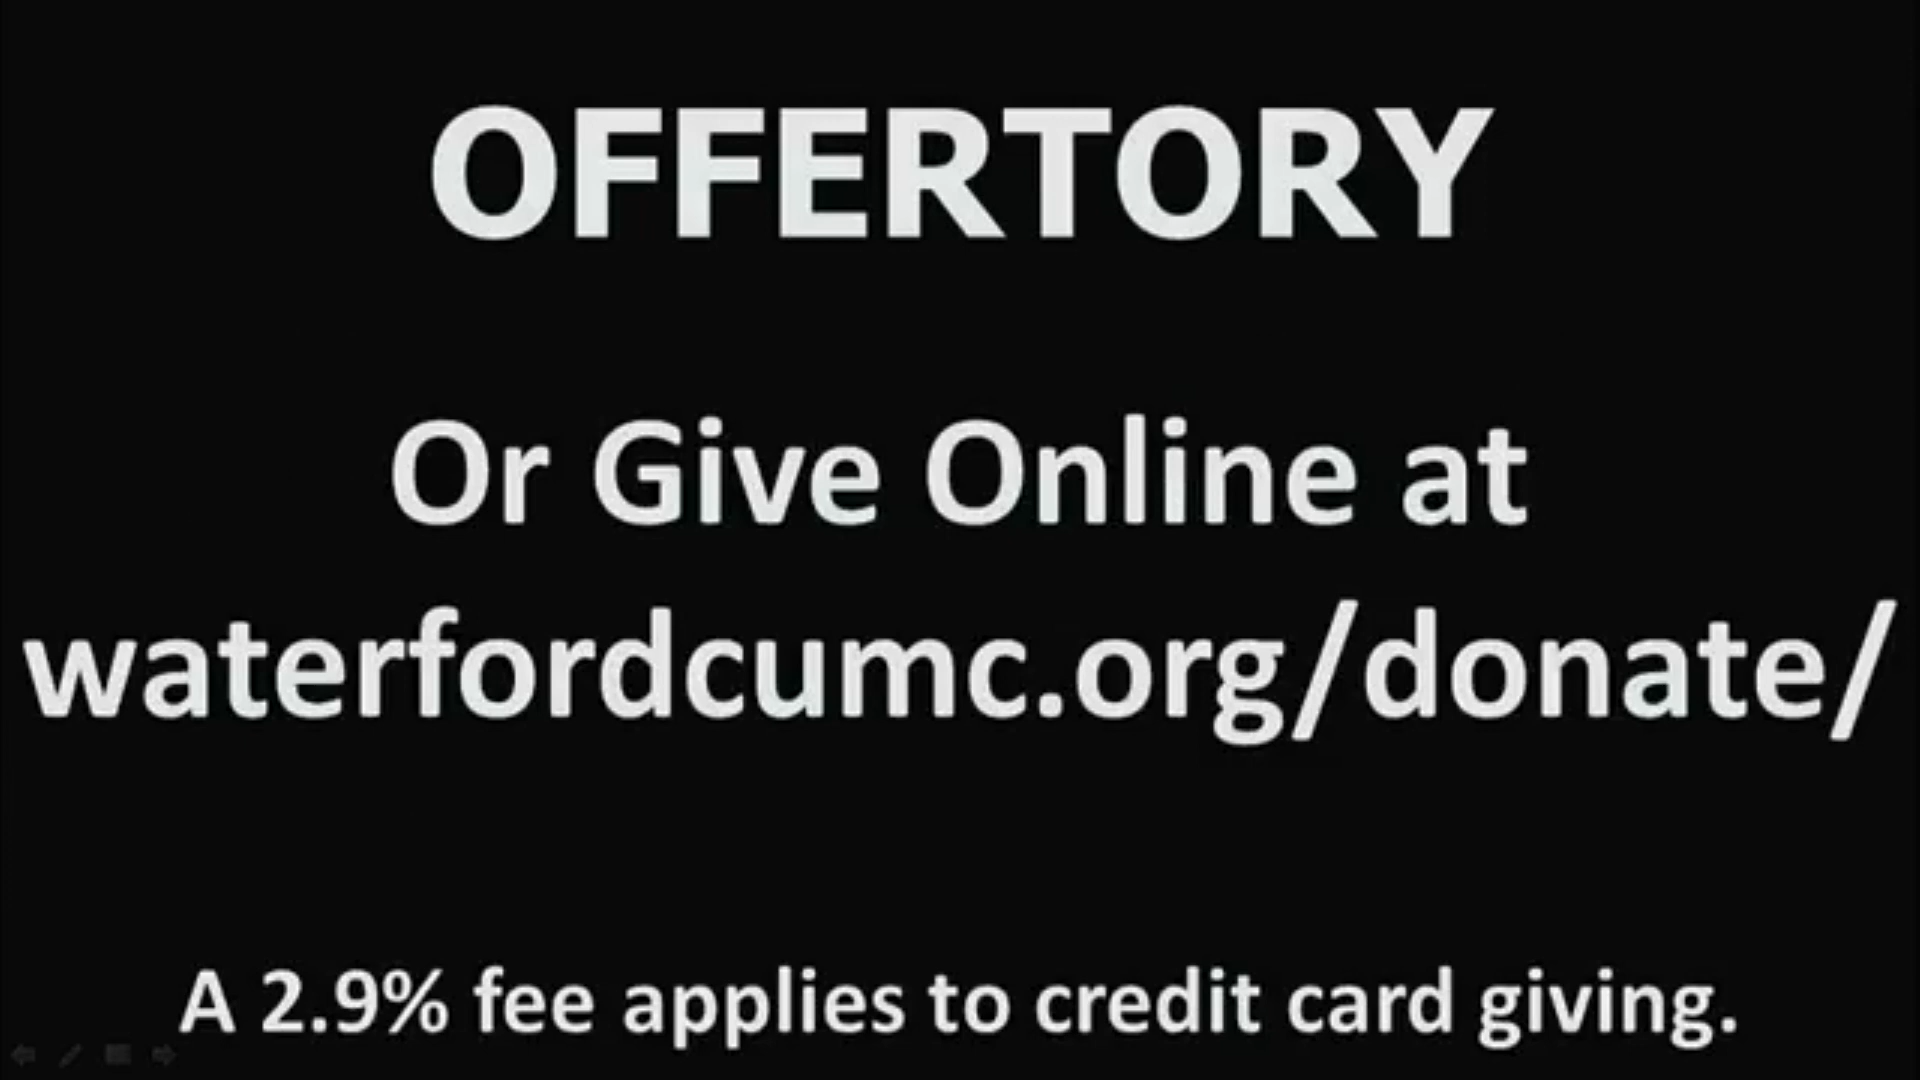 OFFERTORY
Or Give Online at
waterfordcumc.org/donate/
A 2.9% fee applies to credit card giving.